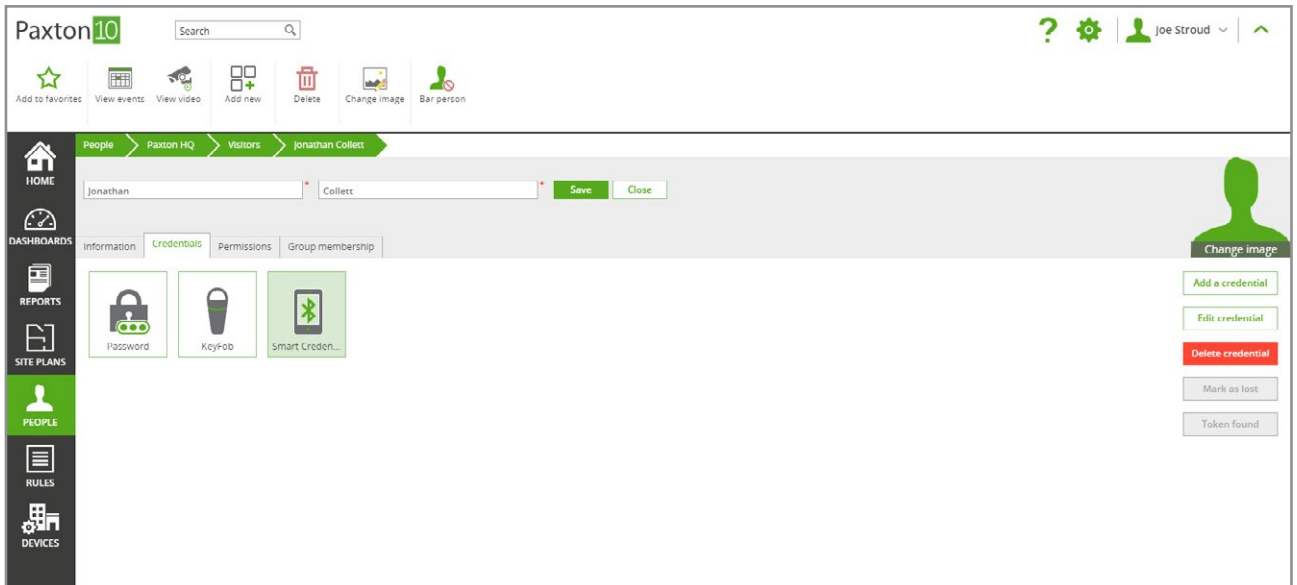 Paxton10
Search
Joe Stroud
Add to favorites
View events
View video
Add new
Delete
Change image
Bar person
People
Paxton HQ
Visitors
Jonathan Collett
HOME
Jonathan *
Collett *
Save
Close
DASHBOARDS
Information
Credentials
Permissions
Group membership
Change image
REPORTS
Password
KeyFob
Smart Creden...
Add a credential
Edit credential
Delete credential
Mark as lost
Token found
SITE PLANS
PEOPLE
RULES
DEVICES